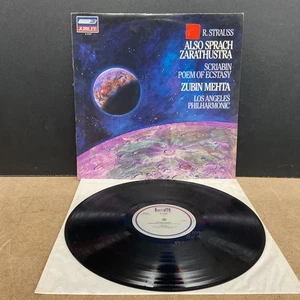 R. STRAUSS
ALSO SPRACH
ZARATHUSTRA
SCRIABIN
POEM OF ECSTASY
ZUBIN MEHTA
LOS ANGELES
PHILHARMONIC